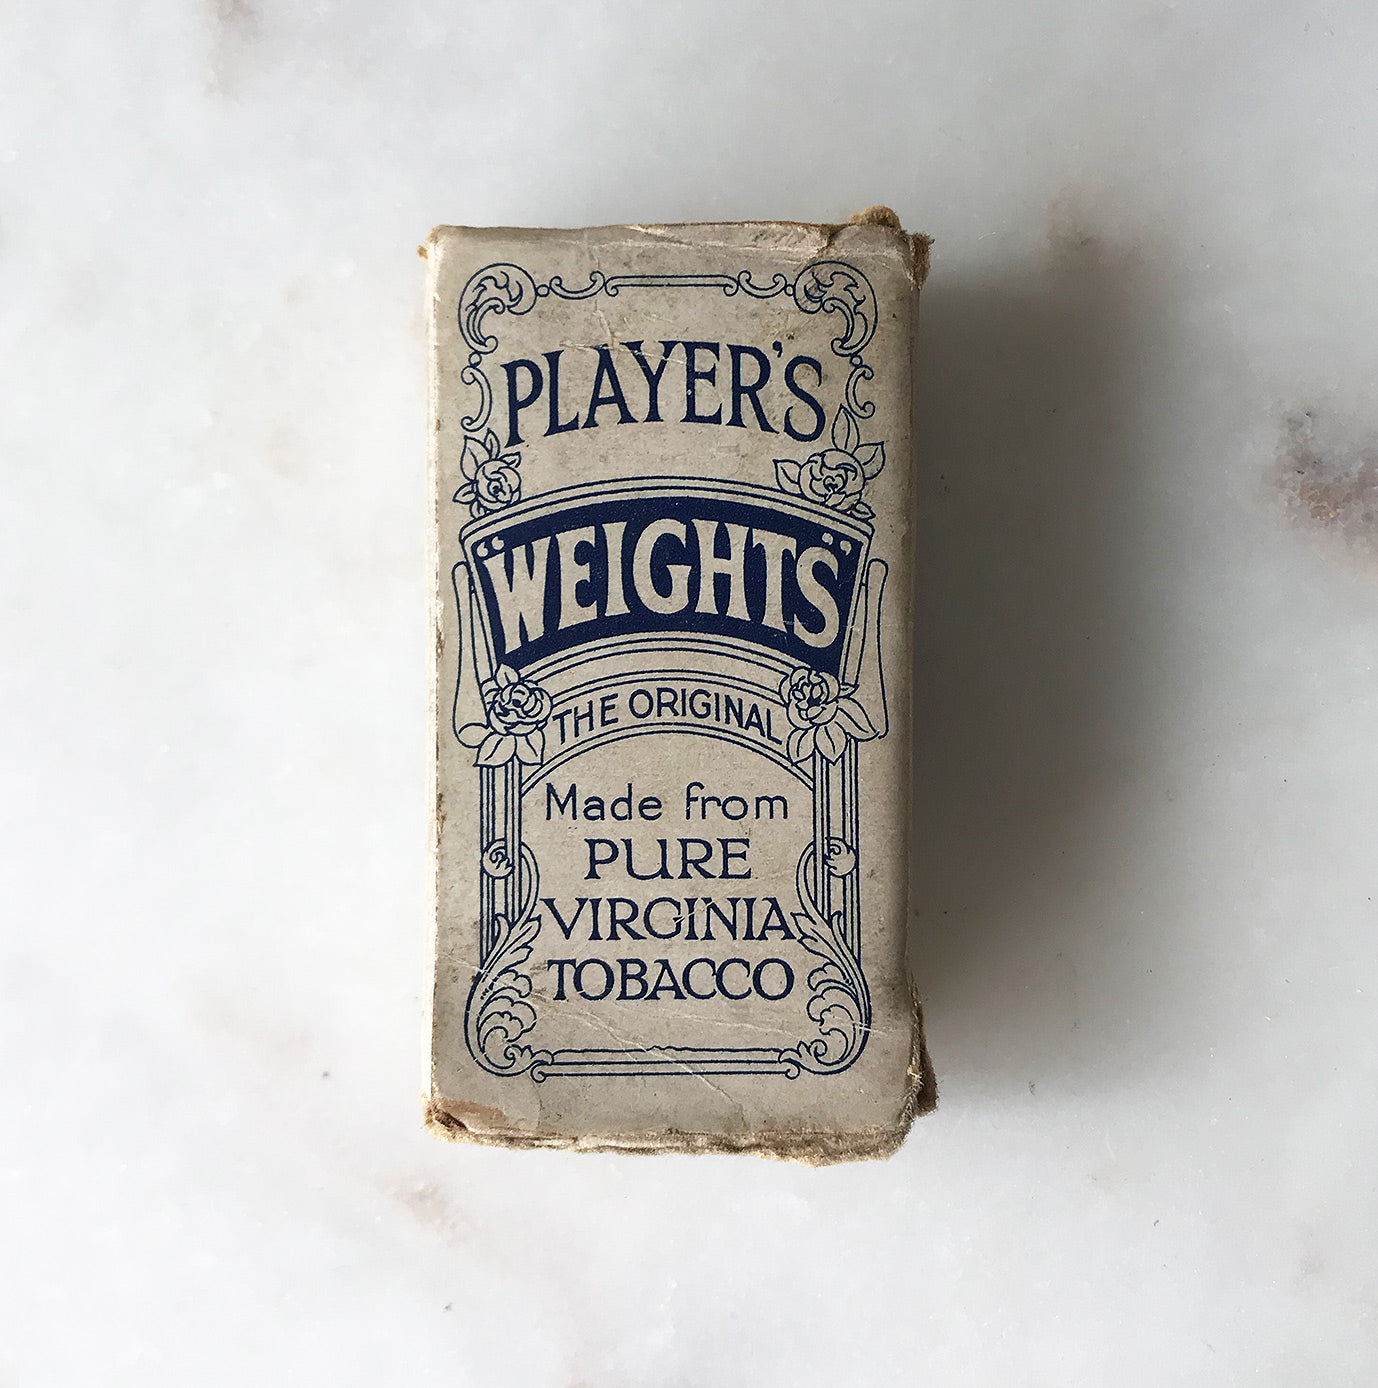 PLAYER'S
"WEIGHTS"
THE ORIGINAL
Made from
PURE
VIRGINIA
TOBACCO